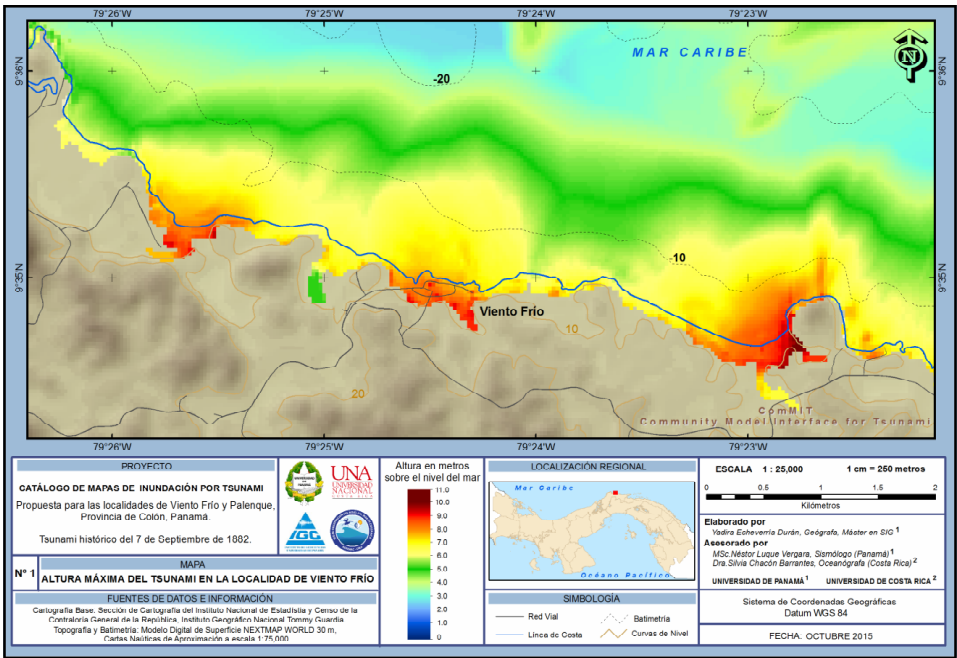 79°26'W 79°25'W 79°24'W 79°23'W
MAR CARIBE
N
9°36'N
9°36'N
-20
-10
9°35'N
9°35'N
Viento Frío
10
20
ComMIT
Community Model Interface for Tsunami
79°26'W 79°25'W 79°24'W 79°23'W
PROYECTO
CATÁLOGO DE MAPAS DE INUNDACIÓN POR TSUNAMI
Propuesta para las localidades de Viento Frío y Palenque,
Provincia de Colón, Panamá.
Tsunami histórico del 7 de Septiembre de 1882.
UNA
UNIVERSIDAD
NACIONAL
COSTA RICA
IGC
Nº 1
MAPA
ALTURA MÁXIMA DEL TSUNAMI EN LA LOCALIDAD DE VIENTO FRÍO
FUENTES DE DATOS E INFORMACIÓN
Cartografía Base: Sección de Cartografía del Instituto Nacional de Estadística y Censo de la
Contraloría General de la República, Instituto Geográfico Nacional Tommy Guardia
Topografía y Batimetría: Modelo Digital de Superficie NEXTMAP WORLD 30 m,
Cartas Naúticas de Aproximación a escala 1:75,000
Altura en metros
sobre el nivel del mar
11.0
10.0
9.0
8.0
7.0
6.0
5.0
4.0
3.0
2.0
1.0
0
LOCALIZACIÓN REGIONAL
Mar Caribe
Océano Pacífico
SIMBOLOGÍA
Red Vial
Batimetría
Línea de Costa
Curvas de Nivel
ESCALA 1 : 25,000 1 cm = 250 metros
0 0.5 1 1 2
Kilómetros
Elaborado por
Yadira Echeverría Durán, Geógrafa, Máster en SIG 1
Asesorado por
MSc.Néstor Luque Vergara, Sismólogo (Panamá) 1
Dra.Silvia Chacón Barrantes, Oceanógrafa (Costa Rica) 2
UNIVERSIDAD DE PANAMÁ 1 UNIVERSIDAD DE COSTA RICA 2
Sistema de Coordenadas Geográficas
Datum WGS 84
FECHA: OCTUBRE 2015